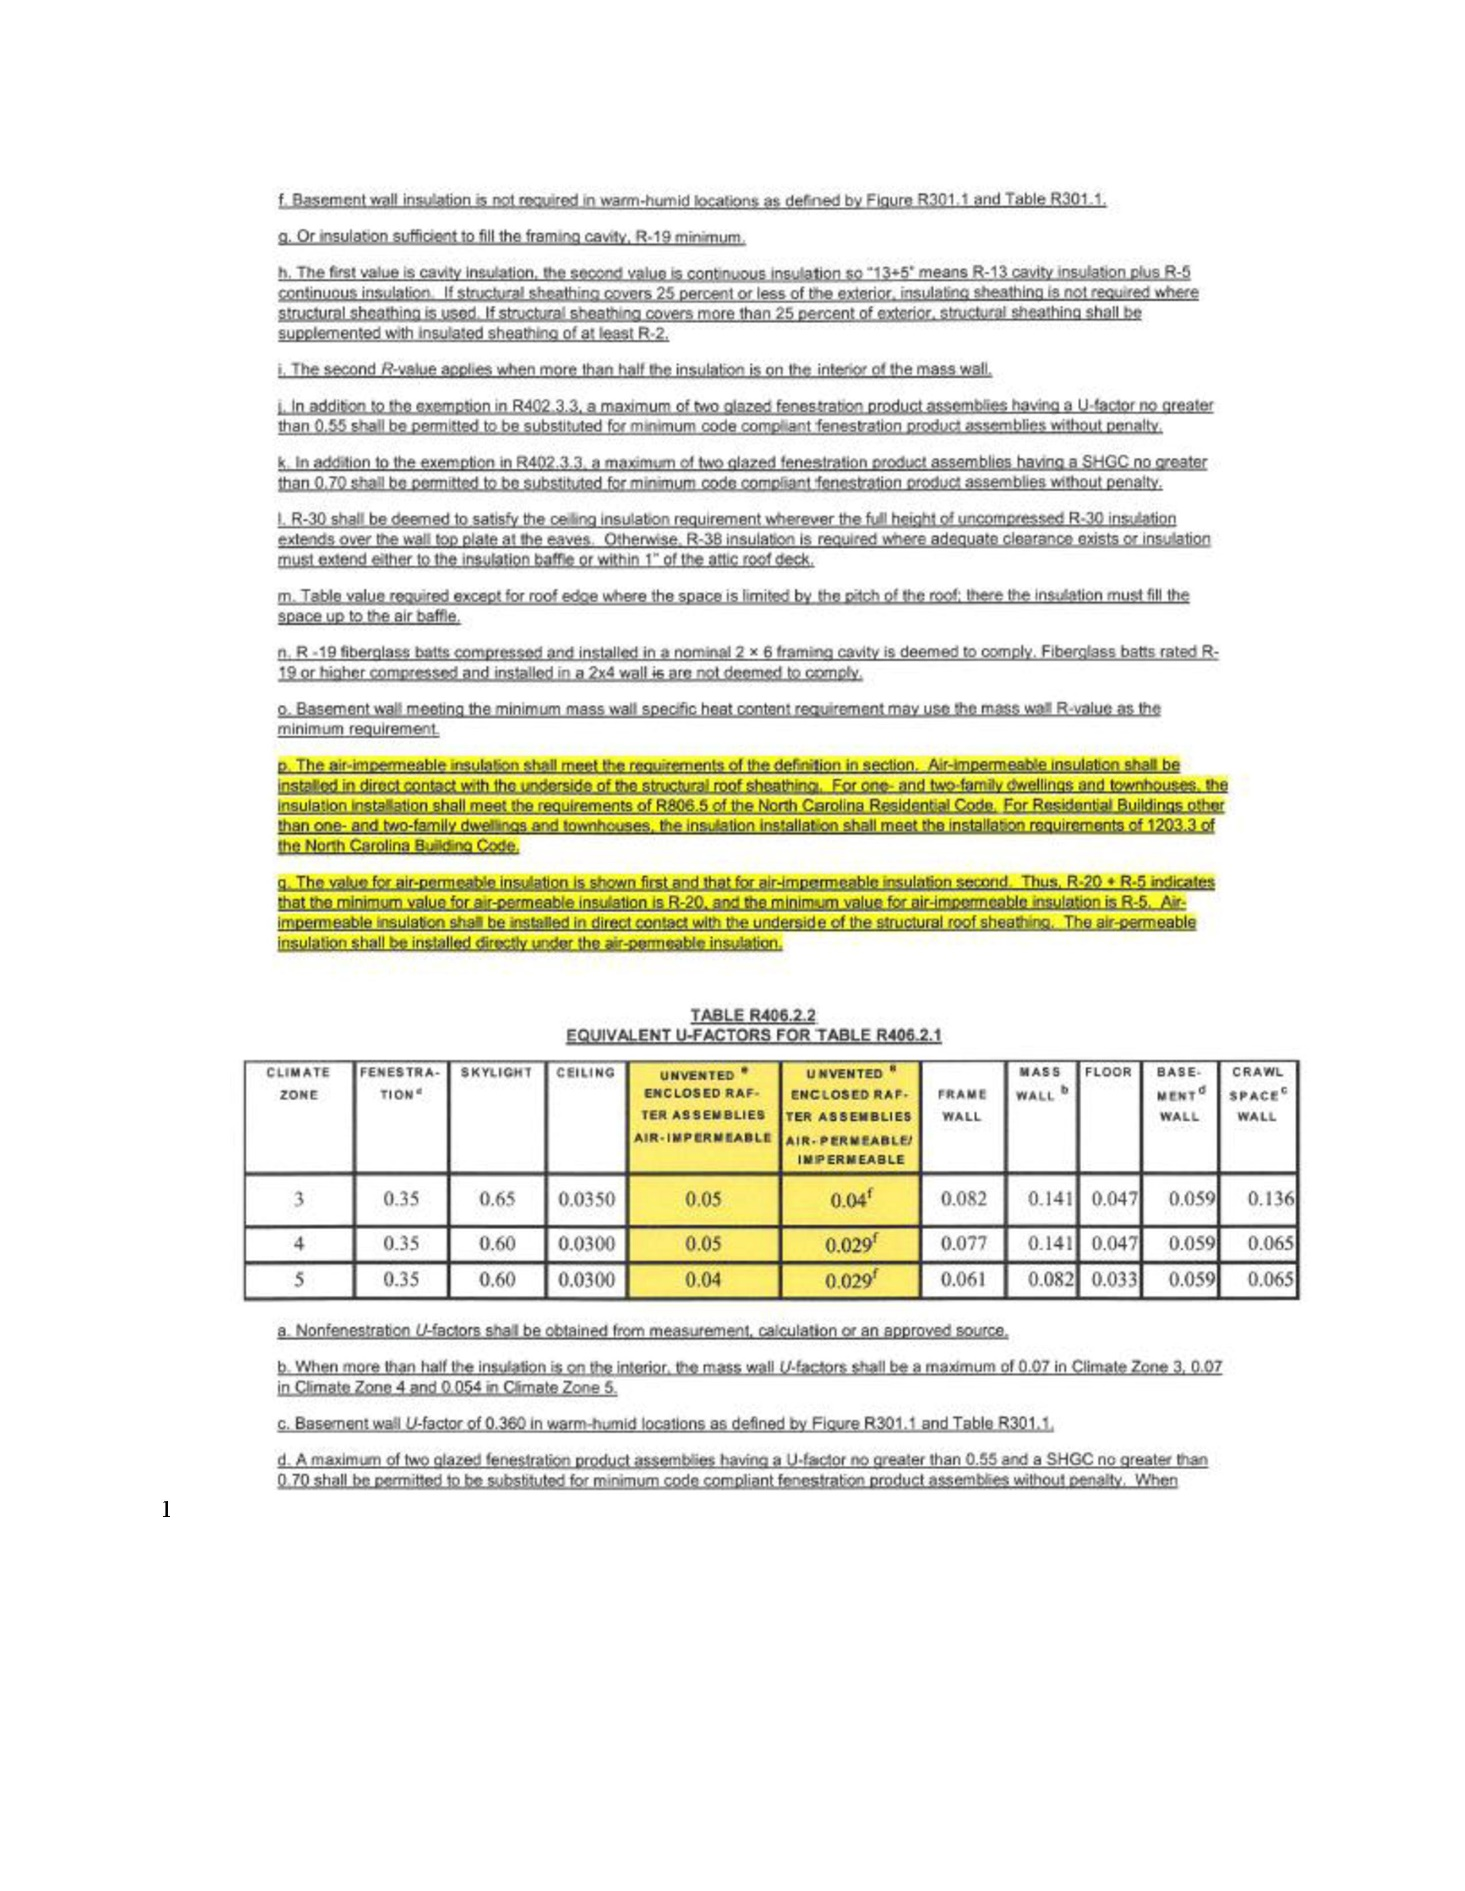 f. Basement wall insulation is not required in warm-humid locations as defined by Figure R301.1 and Table R301.1.
g. Or insulation sufficient to fill the framing cavity, R-19 minimum.
h. The first value is cavity insulation, the second value is continuous insulation so "13+5" means R-13 cavity insulation plus R-5
continuous insulation. If structural sheathing covers 25 percent or less of the exterior, insulating sheathing is not required where
structural sheathing is used. If structural sheathing covers more than 25 percent of exterior, structural sheathing shall be
supplemented with insulated sheathing of at least R-2.
i. The second R-value applies when more than half the insulation is on the interior of the mass wall.
j. In addition to the exemption in R402.3.3, a maximum of two glazed fenestration product assemblies having a U-factor no greater
than 0.55 shall be permitted to be substituted for minimum code compliant fenestration product assemblies without penalty.
k. In addition to the exemption in R402.3.3, a maximum of two glazed fenestration product assemblies having a SHGC no greater
than 0.70 shall be permitted to be substituted for minimum code compliant fenestration product assemblies without penalty.
l. R-30 shall be deemed to satisfy the ceiling insulation requirement wherever the full height of uncompressed R-30 insulation
extends over the wall top plate at the eaves. Otherwise, R-38 insulation is required where adequate clearance exists or insulation
must extend either to the insulation baffle or within 1" of the attic roof deck.
m. Table value required except for roof edge where the space is limited by the pitch of the roof; there the insulation must fill the
space up to the air baffle.
n. R -19 fiberglass batts compressed and installed in a nominal 2 × 6 framing cavity is deemed to comply. Fiberglass batts rated R-
19 or higher compressed and installed in a 2x4 wall is are not deemed to comply.
o. Basement wall meeting the minimum mass wall specific heat content requirement may use the mass wall R-value as the
minimum requirement.
p. The air-impermeable insulation shall meet the requirements of the definition in section. Air-impermeable insulation shall be
installed in direct contact with the underside of the structural roof sheathing. For one- and two-family dwellings and townhouses, the
insulation installation shall meet the requirements of R806.5 of the North Carolina Residential Code. For Residential Buildings other
than one- and two-family dwellings and townhouses, the insulation installation shall meet the installation requirements of 1203.3 of
the North Carolina Building Code.
q. The value for air-permeable insulation is shown first and that for air-impermeable insulation second. Thus, R-20 + R-5 indicates
that the minimum value for air-permeable insulation is R-20, and the minimum value for air-impermeable insulation is R-5. Air-
impermeable insulation shall be installed in direct contact with the underside of the structural roof sheathing. The air-permeable
insulation shall be installed directly under the air-permeable insulation.
TABLE R406.2.2
EQUIVALENT U-FACTORS FOR TABLE R406.2.1
CLIMATE ZONE FENESTRA-TION d SKYLIGHT CEILING UNVENTED e ENCLOSED RAF-TER ASSEMBLIES AIR-IMPERMEABLE UNVENTED e ENCLOSED RAF-TER ASSEMBLIES AIR-PERMEABLE/ IMPERMEABLE FRAME WALL MASS WALL b FLOOR BASE-MENT d WALL CRAWL SPACE c WALL
3 0.35 0.65 0.0350 0.05 0.04f 0.082 0.141 0.047 0.059 0.136
4 0.35 0.60 0.0300 0.05 0.029f 0.077 0.141 0.047 0.059 0.065
5 0.35 0.60 0.0300 0.04 0.029f 0.061 0.082 0.033 0.059 0.065
a. Nonfenestration U-factors shall be obtained from measurement, calculation or an approved source.
b. When more than half the insulation is on the interior, the mass wall U-factors shall be a maximum of 0.07 in Climate Zone 3, 0.07
in Climate Zone 4 and 0.054 in Climate Zone 5.
c. Basement wall U-factor of 0.360 in warm-humid locations as defined by Figure R301.1 and Table R301.1.
d. A maximum of two glazed fenestration product assemblies having a U-factor no greater than 0.55 and a SHGC no greater than
0.70 shall be permitted to be substituted for minimum code compliant fenestration product assemblies without penalty. When
1